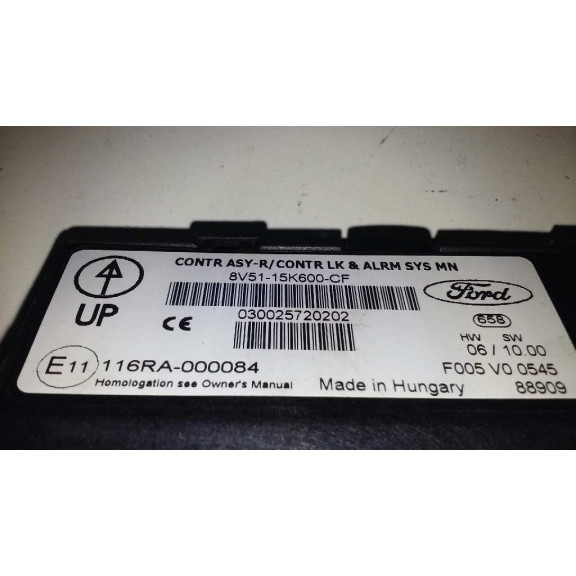 CONTR ASY-R/CONTR LK & ALRM SYS MN
8V51-15K600-CF
Ford
UP
CE
030025720202
658
HW SW
06 / 10.00
E11 116RA-000084
F005 V0 0545
Homologation see Owner's Manual
Made in Hungary
88909